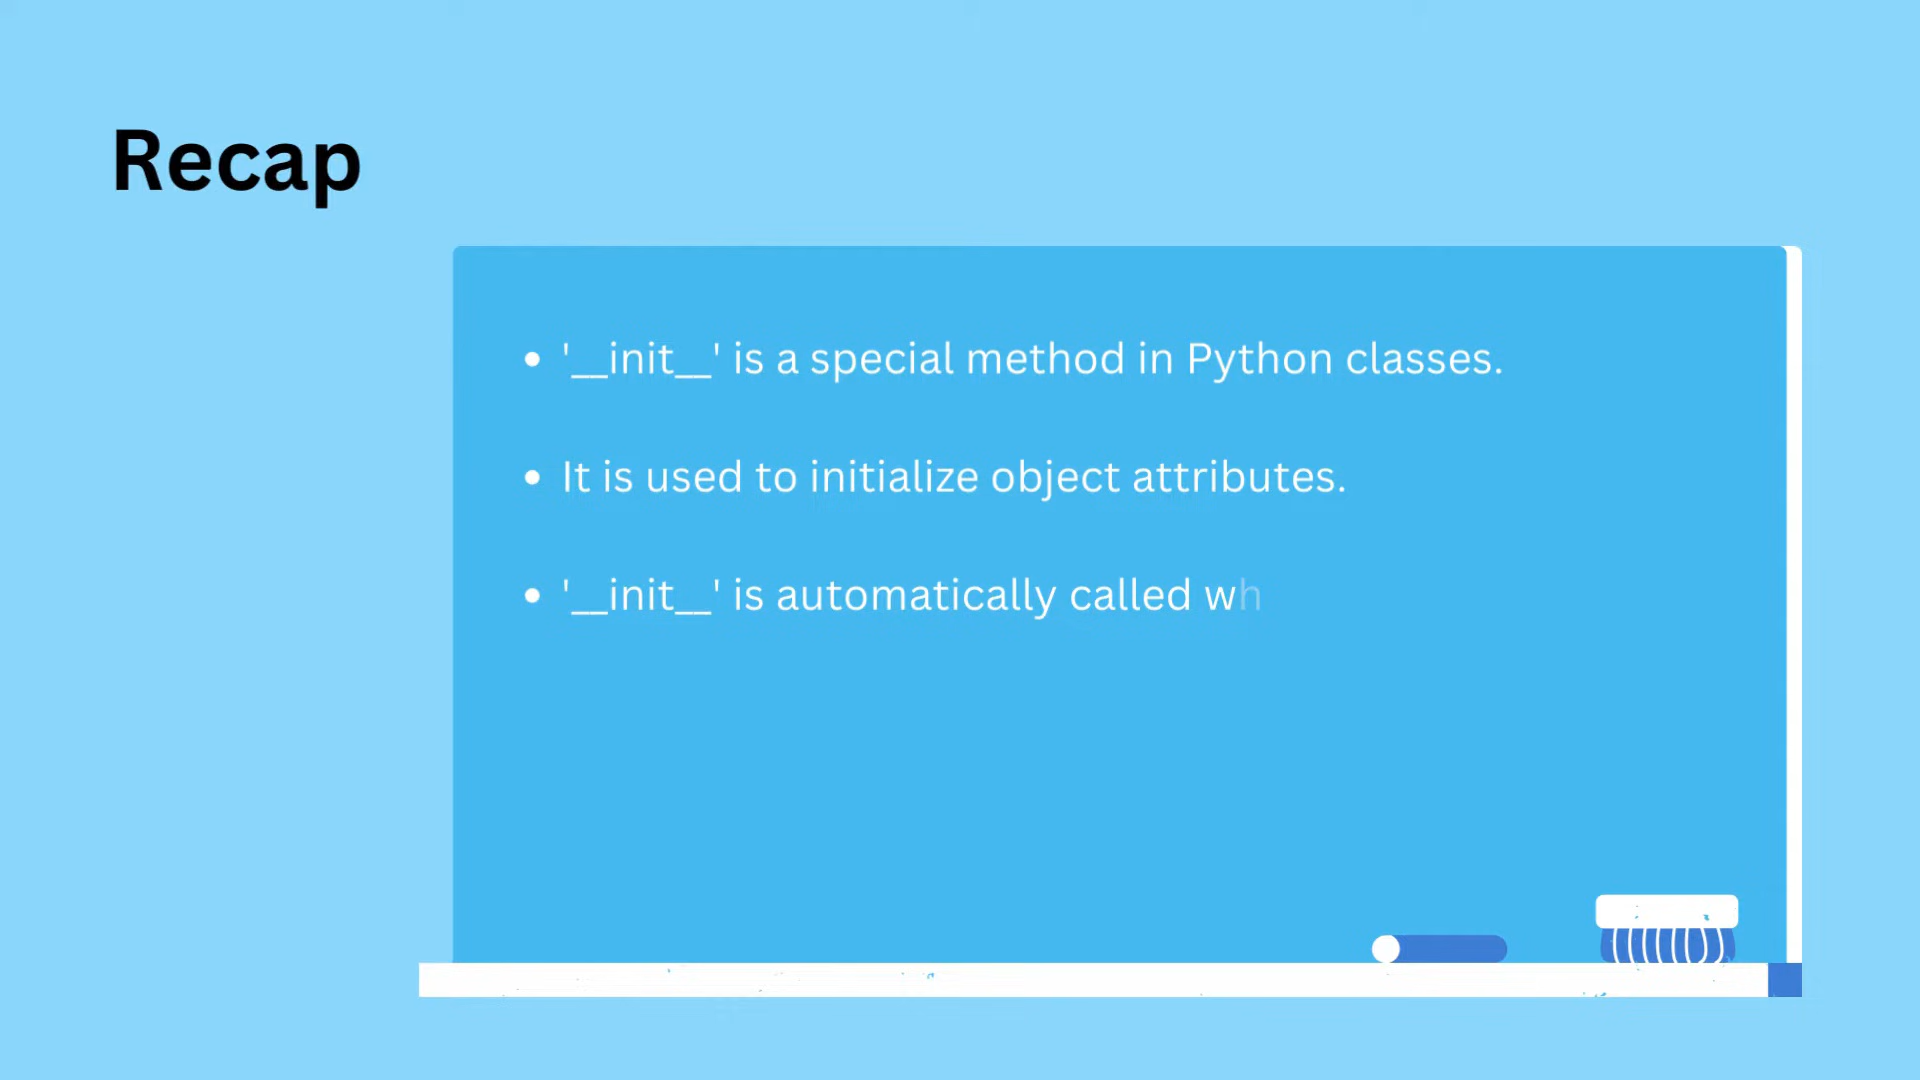 Recap
• '__init__' is a special method in Python classes.
• It is used to initialize object attributes.
• '__init__' is automatically called wh